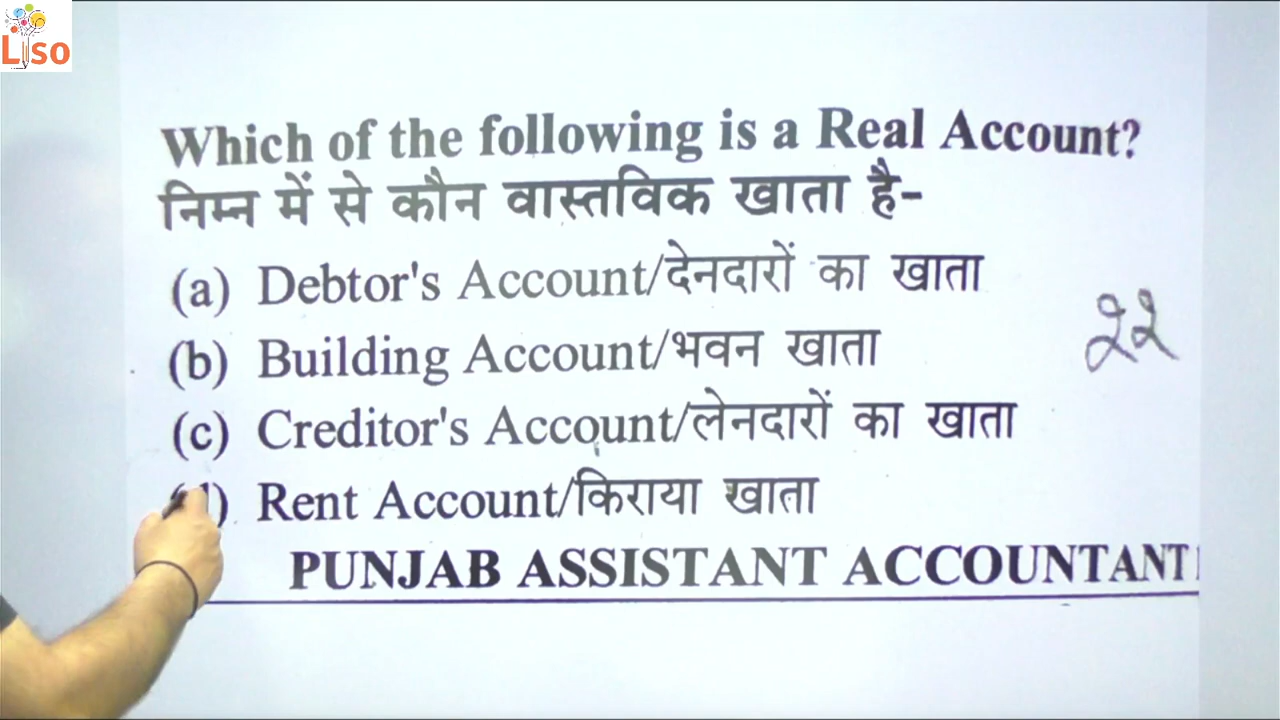 Liso
Which of the following is a Real Account?
निम्न में से कौन वास्तविक खाता है-
(a) Debtor's Account/देनदारों का खाता
(b) Building Account/भवन खाता
(c) Creditor's Account/लेनदारों का खाता
(d) Rent Account/किराया खाता
PUNJAB ASSISTANT ACCOUNTANT
२२